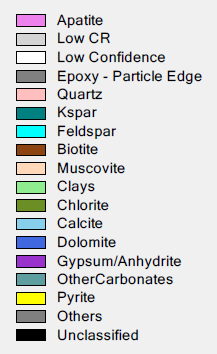 Apatite
Low CR
Low Confidence
Epoxy - Particle Edge
Quartz
Kspar
Feldspar
Biotite
Muscovite
Clays
Chlorite
Calcite
Dolomite
Gypsum/Anhydrite
OtherCarbonates
Pyrite
Others
Unclassified